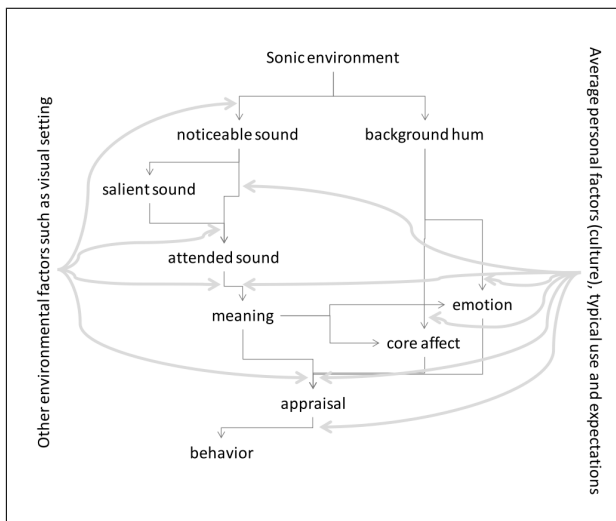 Sonic environment
noticeable sound
background hum
salient sound
attended sound
meaning
emotion
core affect
appraisal
behavior
Other environmental factors such as visual setting
Average personal factors (culture), typical use and expectations